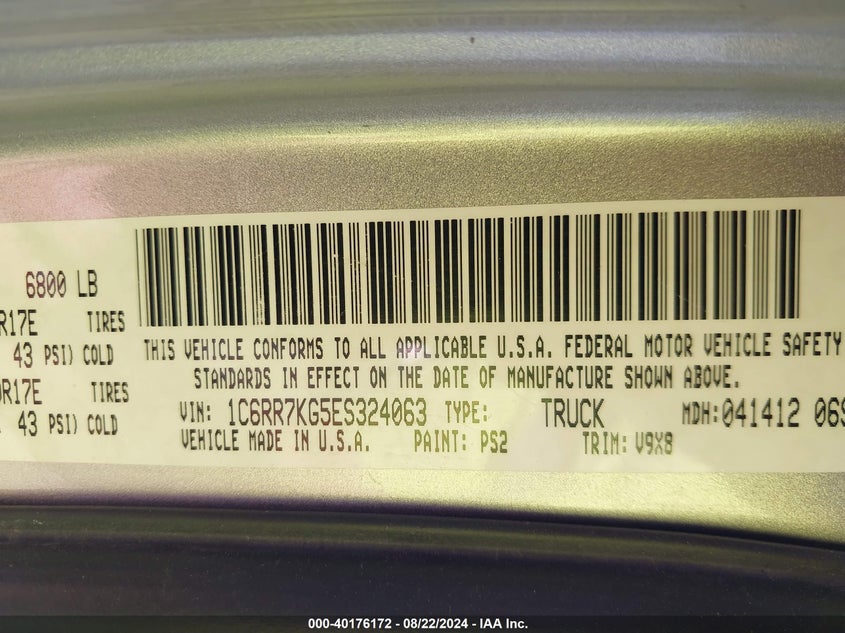 6800 LB
R17E TIRES
43 PSI) COLD
0R17E TIRES
43 PSI) COLD
THIS VEHICLE CONFORMS TO ALL APPLICABLE U.S.A. FEDERAL MOTOR VEHICLE SAFETY
STANDARDS IN EFFECT ON THE DATE OF MANUFACTURE SHOWN ABOVE.
VIN: 1C6RR7KG5ES324063 TYPE: TRUCK MDH:041412 06S
VEHICLE MADE IN U.S.A. PAINT: PS2 TRIM: V9X8
000-40176172 - 08/22/2024 - IAA Inc.